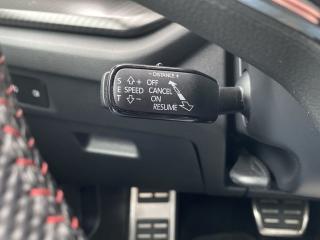 - DISTANCE +
S ⇧+ OFF
E SPEED CANCEL
T ⇩- ON
RESUME